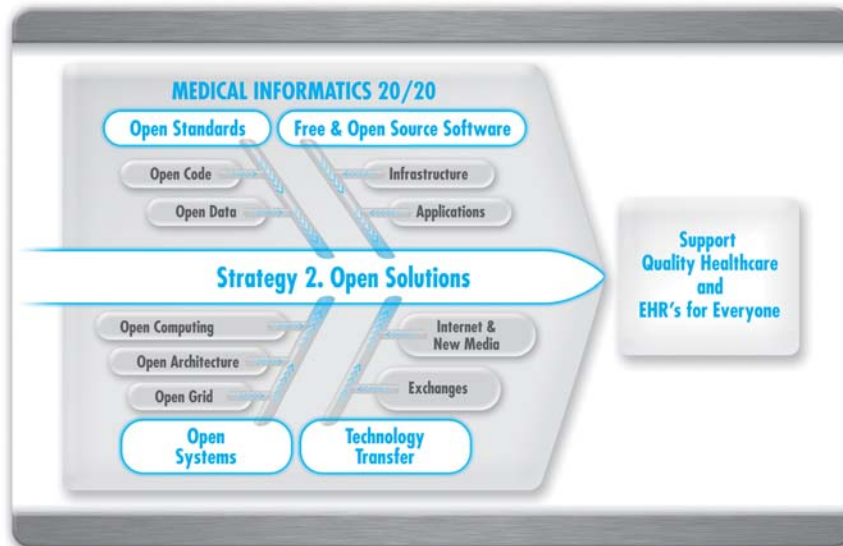 MEDICAL INFORMATICS 20/20
Open Standards
Free & Open Source Software
Open Code
Infrastructure
Open Data
Applications
Strategy 2. Open Solutions
Support
Quality Healthcare
and
EHR's for Everyone
Open Computing
Internet &
New Media
Open Architecture
Exchanges
Open Grid
Open
Systems
Technology
Transfer